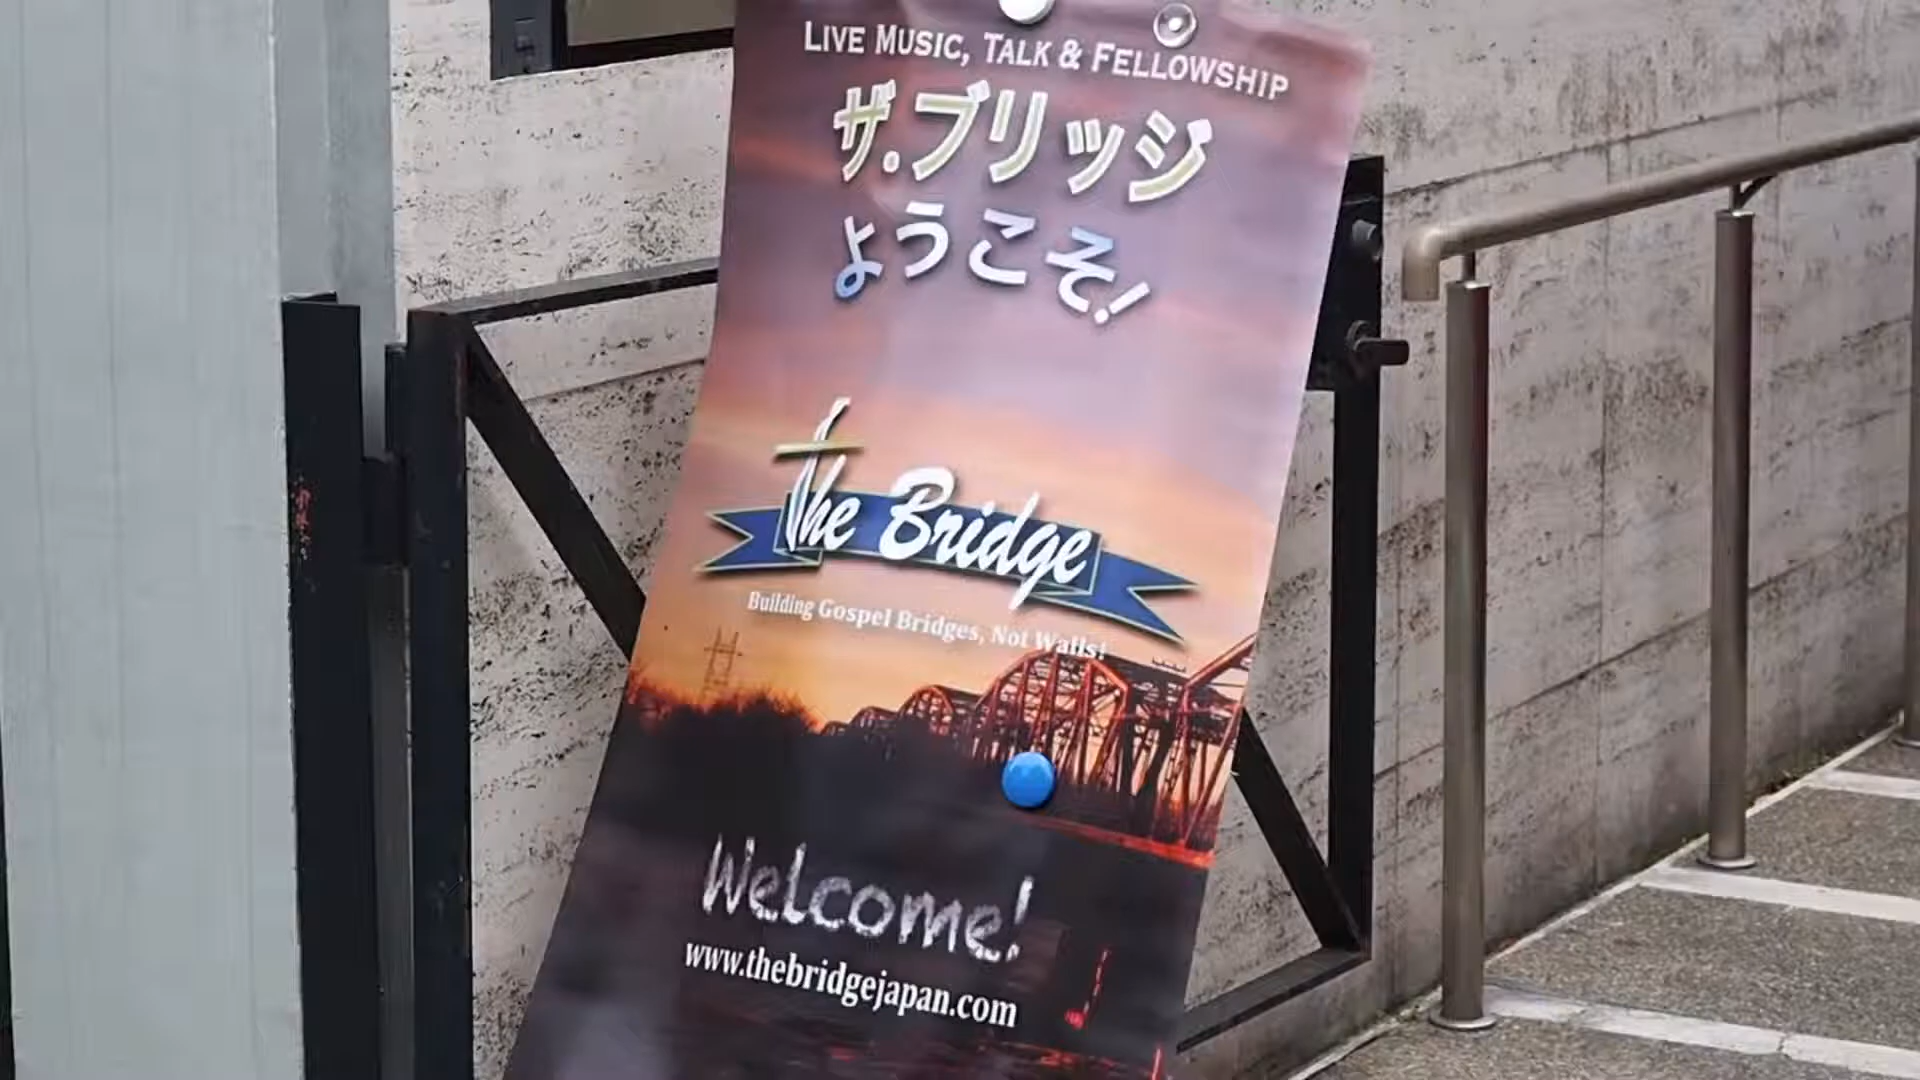 LIVE MUSIC, TALK & FELLOWSHIP
ザ・ブリッジ
ようこそ!
The Bridge
Building Gospel Bridges, Not Walls!
Welcome!
www.thebridgejapan.com